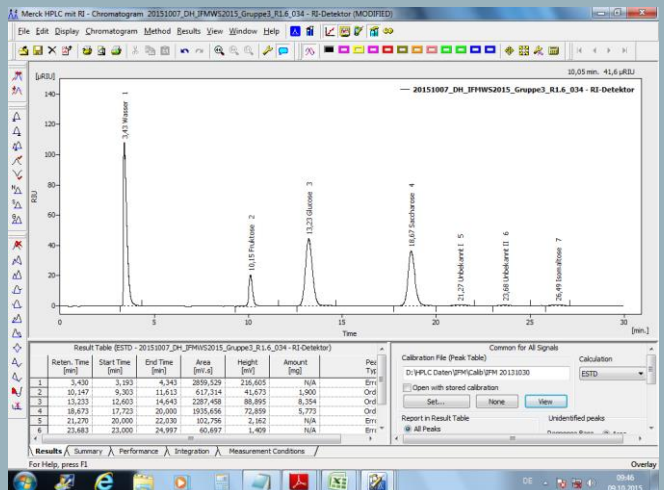 Merck HPLC mit RI - Chromatogram 20151007_DH_IFMWS2015_Gruppe3_R1.6_034 - RI-Detektor (MODIFIED)
File Edit Display Chromatogram Method Results View Window Help
10,05 min. 41,6 µRIU
[µRIU]
20151007_DH_IFMWS2015_Gruppe3_R1.6_034 - RI-Detektor
140
120
100
80
60
40
20
0
RIU
3,43 Wasser 1
10,15 Fruktose 2
13,23 Glucose 3
18,67 Saccharose 4
21,27 Unbekannt I 5
23,68 Unbekannt II 6
26,49 Isomaltose 7
0 5 10 15 20 25 30
Time
[min.]
Result Table (ESTD - 20151007_DH_IFMWS2015_Gruppe3_R1.6_034 - RI-Detektor)
Reten. Time [min] Start Time [min] End Time [min] Area [mV.s] Height [mV] Amount [mg]
1 3,430 3,193 4,343 2859,529 216,605 N/A
2 10,147 9,303 11,613 617,314 41,673 1,900
3 13,233 12,603 14,643 2287,458 88,895 8,354
4 18,673 17,723 20,000 1935,656 72,859 5,773
5 21,270 20,000 22,030 102,756 2,162 N/A
6 23,683 23,000 24,997 60,697 1,409 N/A
Common for All Signals
Calibration File (Peak Table)
Calculation
D:\HPLC Daten\IFM\Calib\IFM 20131030
ESTD
Open with stored calibration
Set... None View
Report in Result Table
Unidentified peaks
All Peaks
Results Summary Performance Integration Measurement Conditions
For Help, press F1
Overlay
DE
09:46
09.10.2015